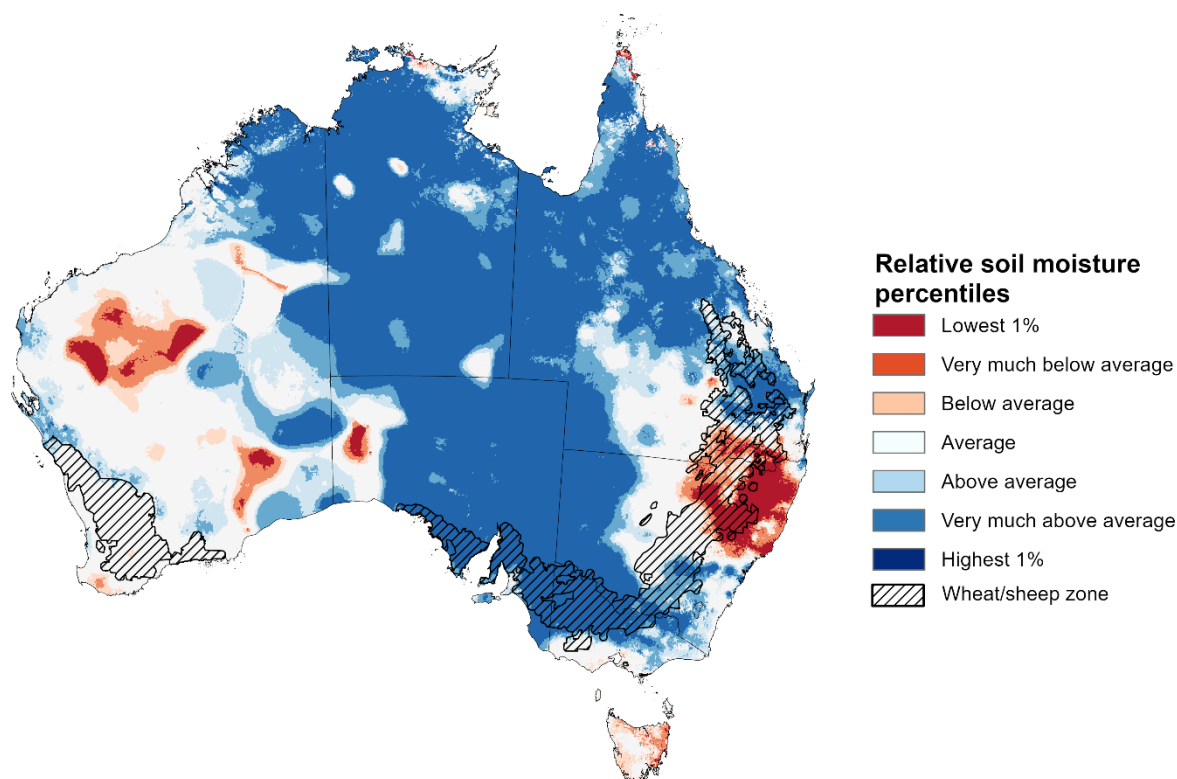 Relative soil moisture
percentiles
Lowest 1%
Very much below average
Below average
Average
Above average
Very much above average
Highest 1%
Wheat/sheep zone